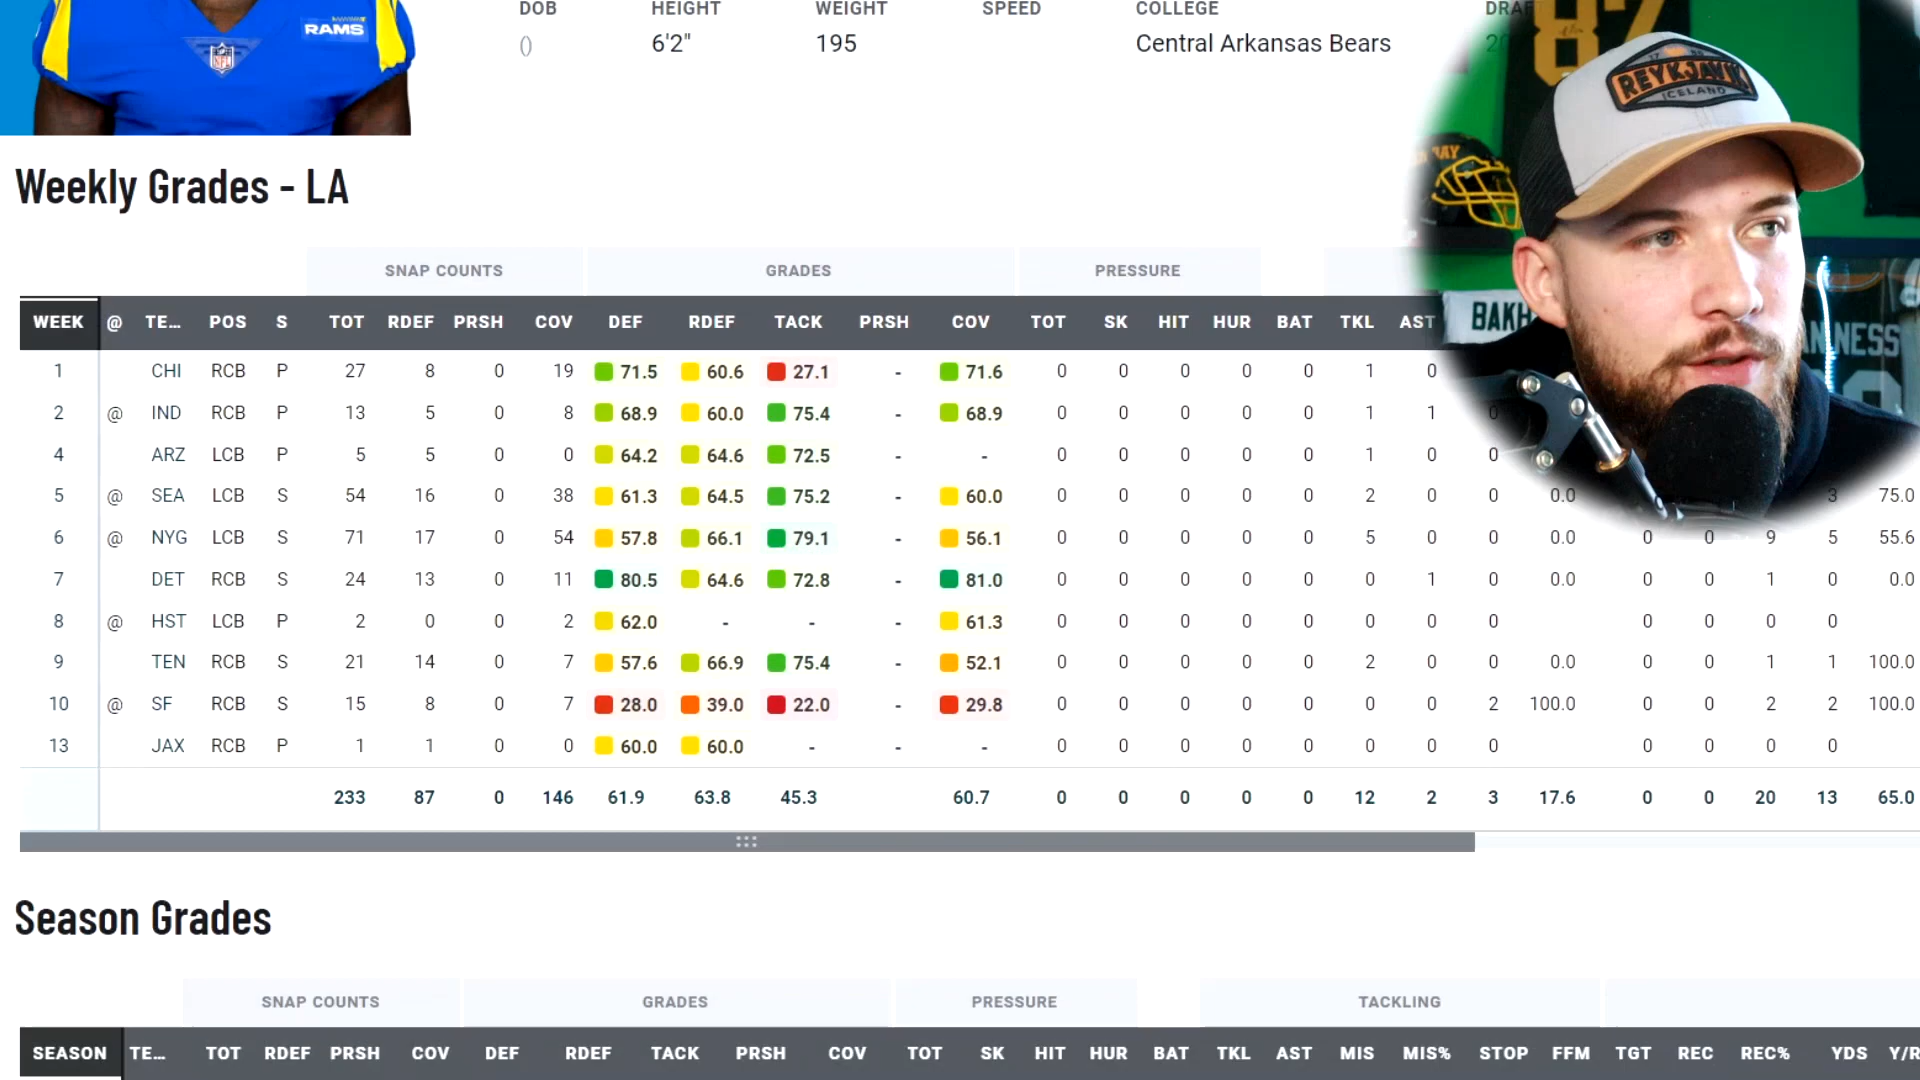 DOB HEIGHT WEIGHT SPEED COLLEGE
() 6'2" 195 Central Arkansas Bears
RAMS
NFL
87
REYKJAVIK
ICELAND
BAY
Weekly Grades - LA
SNAP COUNTS GRADES PRESSURE
WEEK @ TE... POS S TOT RDEF PRSH COV DEF RDEF TACK PRSH COV TOT SK HIT HUR BAT TKL AST
1 CHI RCB P 27 8 0 19 71.5 60.6 27.1 - 71.6 0 0 0 0 0 1 0
2 @ IND RCB P 13 5 0 8 68.9 60.0 75.4 - 68.9 0 0 0 0 0 1 1 0
4 ARZ LCB P 5 5 0 0 64.2 64.6 72.5 - - 0 0 0 0 0 1 0 0
5 @ SEA LCB S 54 16 0 38 61.3 64.5 75.2 - 60.0 0 0 0 0 0 2 0 0 0.0 3 75.0
6 @ NYG LCB S 71 17 0 54 57.8 66.1 79.1 - 56.1 0 0 0 0 0 5 0 0 0.0 0 0 9 5 55.6
7 DET RCB S 24 13 0 11 80.5 64.6 72.8 - 81.0 0 0 0 0 0 0 1 0 0.0 0 0 1 0 0.0
8 @ HST LCB P 2 0 0 2 62.0 - - - 61.3 0 0 0 0 0 0 0 0 0 0 0 0
9 TEN RCB S 21 14 0 7 57.6 66.9 75.4 - 52.1 0 0 0 0 0 2 0 0 0.0 0 0 1 1 100.0
10 @ SF RCB S 15 8 0 7 28.0 39.0 22.0 - 29.8 0 0 0 0 0 0 0 2 100.0 0 0 2 2 100.0
13 JAX RCB P 1 1 0 0 60.0 60.0 - - - 0 0 0 0 0 0 0 0 0 0 0 0
233 87 0 146 61.9 63.8 45.3 60.7 0 0 0 0 0 12 2 3 17.6 0 0 20 13 65.0
Season Grades
SNAP COUNTS GRADES PRESSURE TACKLING
SEASON TE... TOT RDEF PRSH COV DEF RDEF TACK PRSH COV TOT SK HIT HUR BAT TKL AST MIS MIS% STOP FFM TGT REC REC% YDS Y/R